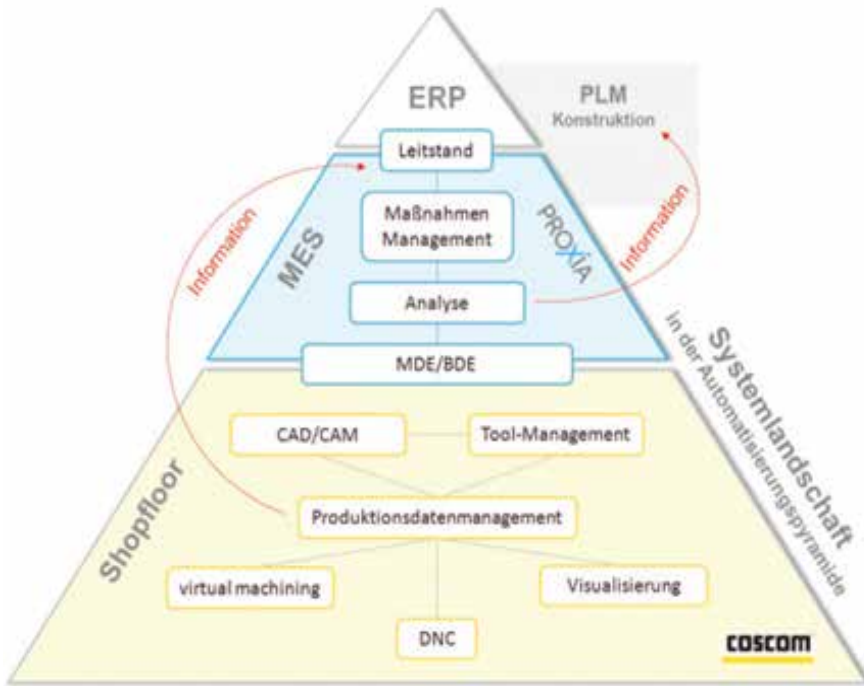 ERP
PLM
Konstruktion
Leitstand
Maßnahmen
Management
MES
PROXIA
Information
Information
Analyse
MDE/BDE
Systemlandschaft
in der Automatisierungspyramide
CAD/CAM
Tool-Management
Shopfloor
Produktionsdatenmanagement
virtual machining
Visualisierung
DNC
COSCOM